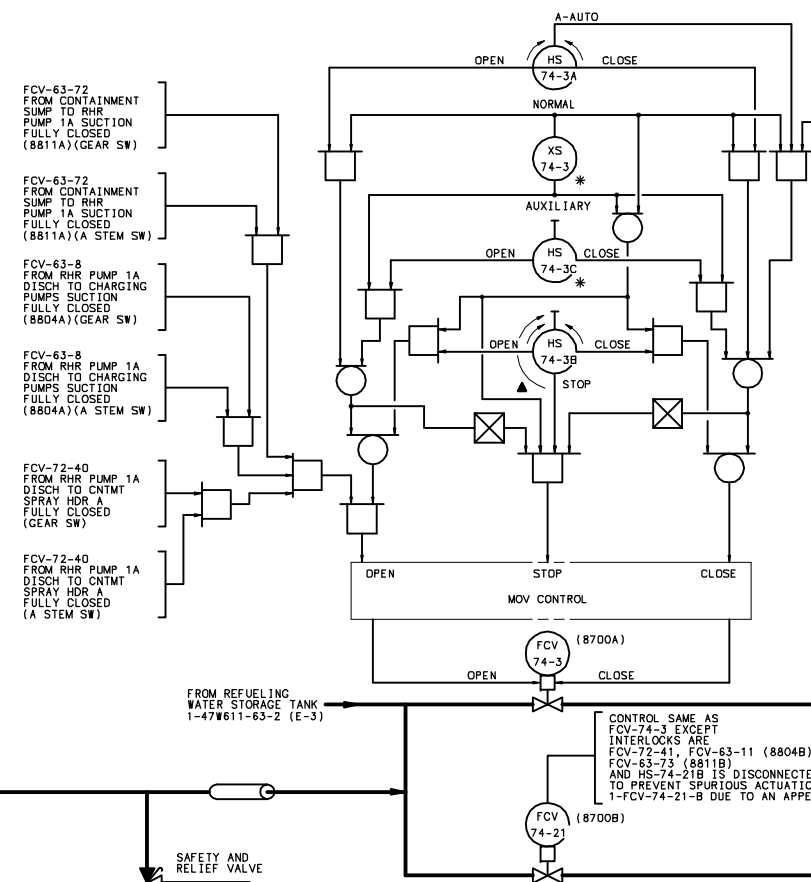 A-AUTO
OPEN
HS
74-3A
CLOSE
NORMAL
XS
74-3
*
AUXILIARY
OPEN
HS
74-3C
CLOSE
*
OPEN
HS
74-3B
CLOSE
STOP
FCV-63-72
FROM CONTAINMENT
SUMP TO RHR
PUMP 1A SUCTION
FULLY CLOSED
(8811A)(GEAR SW)
FCV-63-72
FROM CONTAINMENT
SUMP TO RHR
PUMP 1A SUCTION
FULLY CLOSED
(8811A)(A STEM SW)
FCV-63-8
FROM RHR PUMP 1A
DISCH TO CHARGING
PUMPS SUCTION
FULLY CLOSED
(8804A)(GEAR SW)
FCV-63-8
FROM RHR PUMP 1A
DISCH TO CHARGING
PUMPS SUCTION
FULLY CLOSED
(8804A)(A STEM SW)
FCV-72-40
FROM RHR PUMP 1A
DISCH TO CNTMT
SPRAY HDR A
FULLY CLOSED
(GEAR SW)
FCV-72-40
FROM RHR PUMP 1A
DISCH TO CNTMT
SPRAY HDR A
FULLY CLOSED
(A STEM SW)
OPEN
STOP
CLOSE
MOV CONTROL
FCV
74-3
(8700A)
OPEN
CLOSE
FROM REFUELING
WATER STORAGE TANK
1-47W611-63-2 (E-3)
CONTROL SAME AS
FCV-74-3 EXCEPT
INTERLOCKS ARE
FCV-72-41, FCV-63-11 (8804B)
FCV-63-73 (8811B)
AND HS-74-21B IS DISCONNECTE
TO PREVENT SPURIOUS ACTUATIO
1-FCV-74-21-B DUE TO AN APPE
FCV
74-21
(8700B)
SAFETY AND
RELIEF VALVE